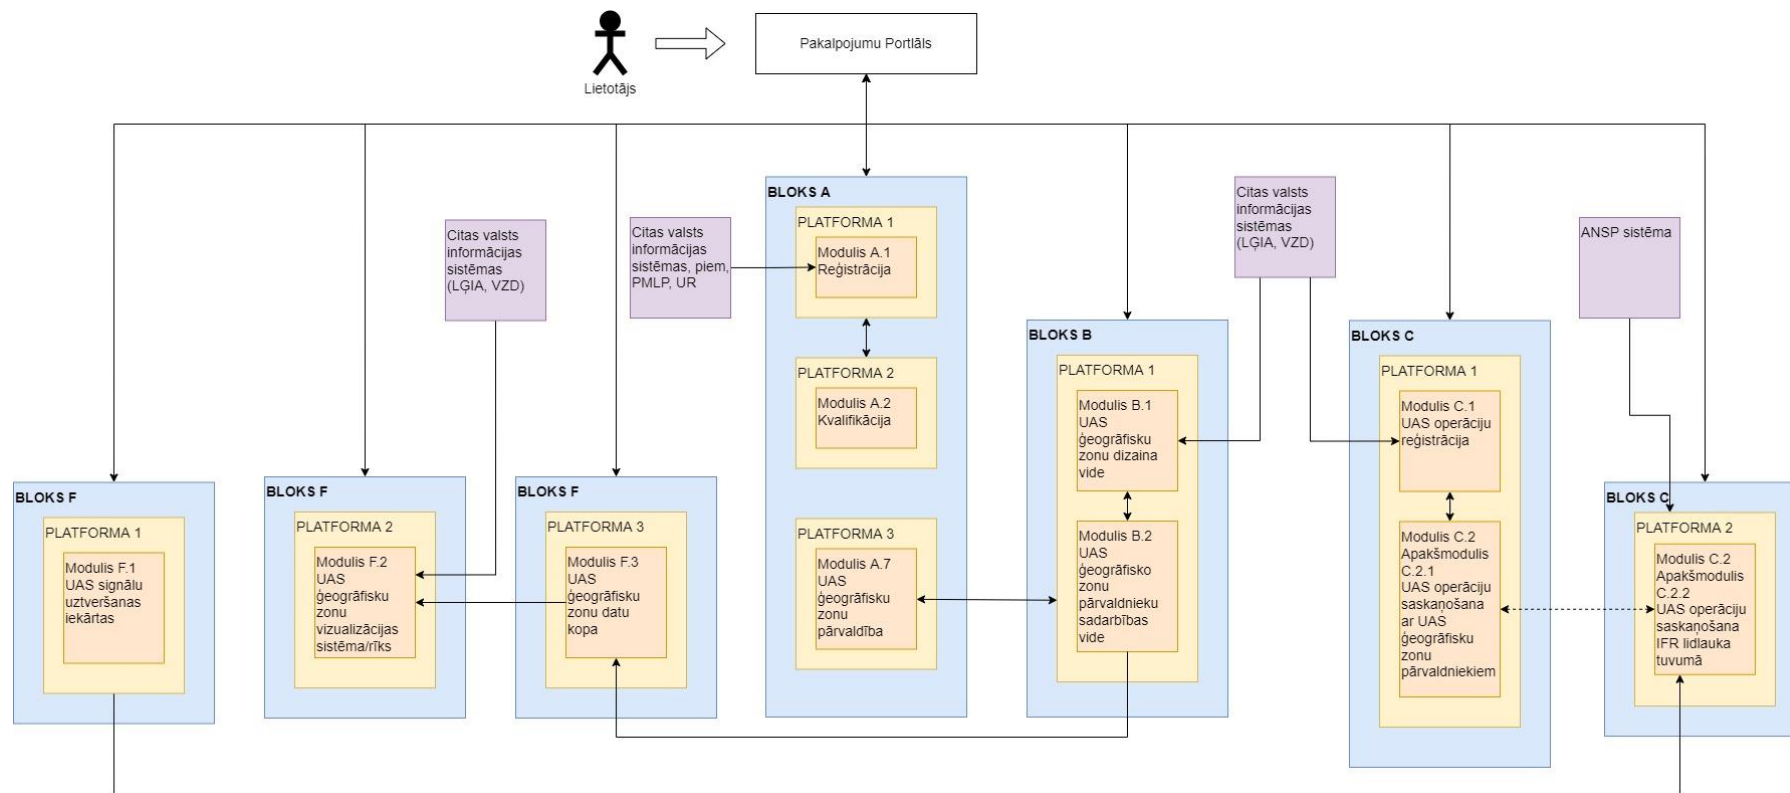 Pakalpojumu Portlāls
Lietotājs
BLOKS A
PLATFORMA 1
Modulis A.1
Reģistrācija
PLATFORMA 2
Modulis A.2
Kvalifikācija
PLATFORMA 3
Modulis A.7
UAS
ģeogrāfisku
zonu
pārvaldība
Citas valsts
informācijas
sistēmas
(LĢIA, VZD)
Citas valsts
informācijas
sistēmas, piem,
PMLP, UR
Citas valsts
informācijas
sistēmas
(LĢIA, VZD)
ANSP sistēma
BLOKS B
PLATFORMA 1
Modulis B.1
UAS
ģeogrāfisku
zonu dizaina
vide
Modulis B.2
UAS
ģeogrāfisko
zonu
pārvaldnieku
sadarbības
vide
BLOKS C
PLATFORMA 1
Modulis C.1
UAS operāciju
reģistrācija
Modulis C.2
Apakšmodulis
C.2.1
UAS operāciju
saskaņošana
ar UAS
ģeogrāfisku
zonu
pārvaldniekiem
BLOKS F
PLATFORMA 1
Modulis F.1
UAS signālu
uztveršanas
iekārtas
BLOKS F
PLATFORMA 2
Modulis F.2
UAS
ģeogrāfisku
zonu
vizualizācijas
sistēma/rīks
BLOKS F
PLATFORMA 3
Modulis F.3
UAS
ģeogrāfisku
zonu datu
kopa
BLOKS C
PLATFORMA 2
Modulis C.2
Apakšmodulis
C.2.2
UAS operāciju
saskaņošana
IFR lidlauka
tuvumā